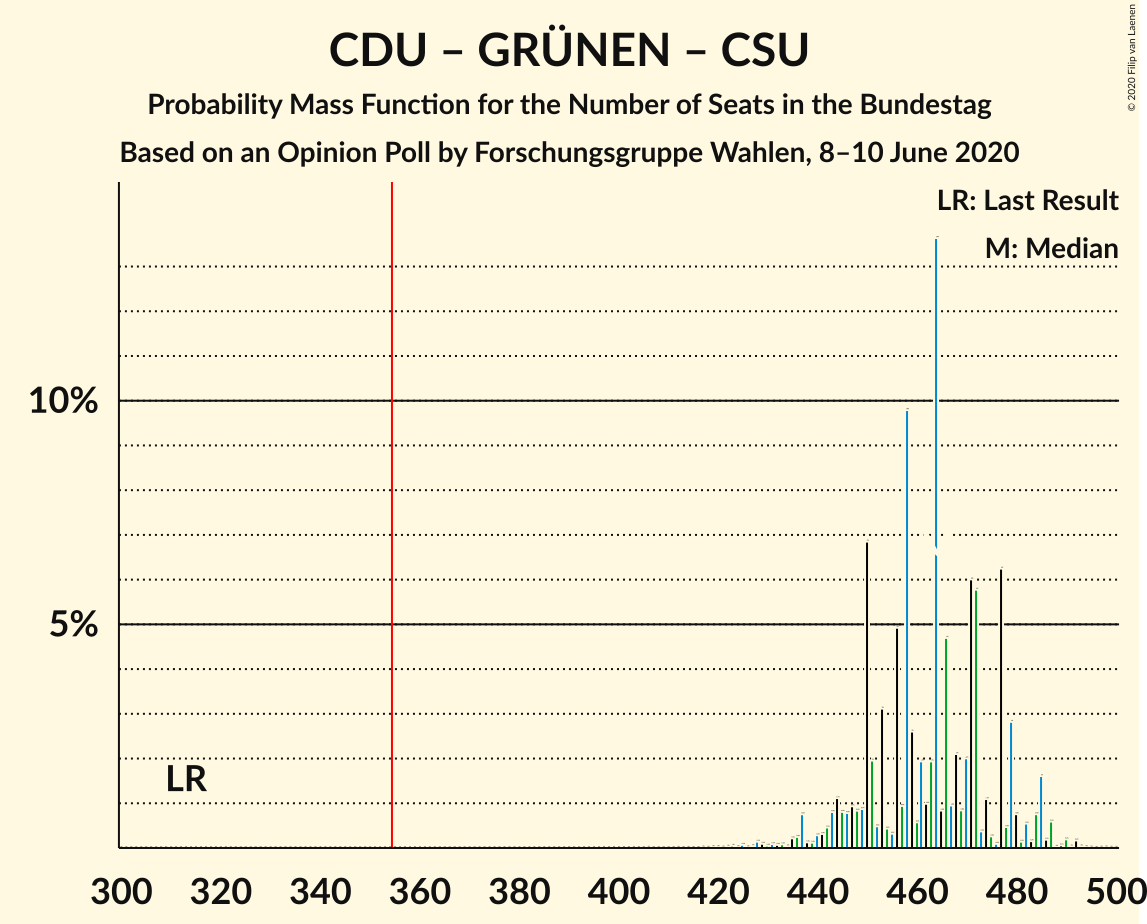 CDU – GRÜNEN – CSU
Probability Mass Function for the Number of Seats in the Bundestag
Based on an Opinion Poll by Forschungsgruppe Wahlen, 8–10 June 2020
© 2020 Filip van Laenen
LR: Last Result
M: Median
10%
5%
LR
300 320 340 360 380 400 420 440 460 480 500